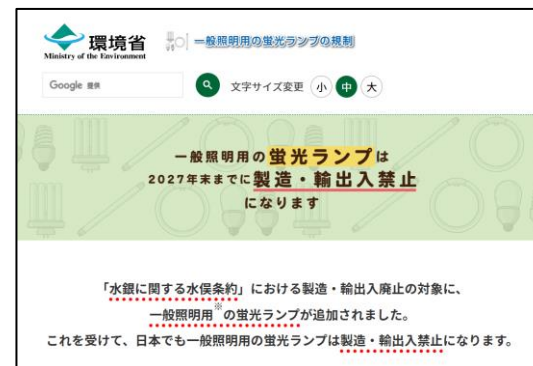 環境省
Ministry of the Environment
一般照明用の蛍光ランプの規制
Google 提供
文字サイズ変更 小 中 大
一般照明用の蛍光ランプは
2027年末までに製造・輸出入禁止
になります
「水銀に関する水俣条約」における製造・輸出入廃止の対象に、
一般照明用※の蛍光ランプが追加されました。
これを受けて、日本でも一般照明用の蛍光ランプは製造・輸出入禁止になります。